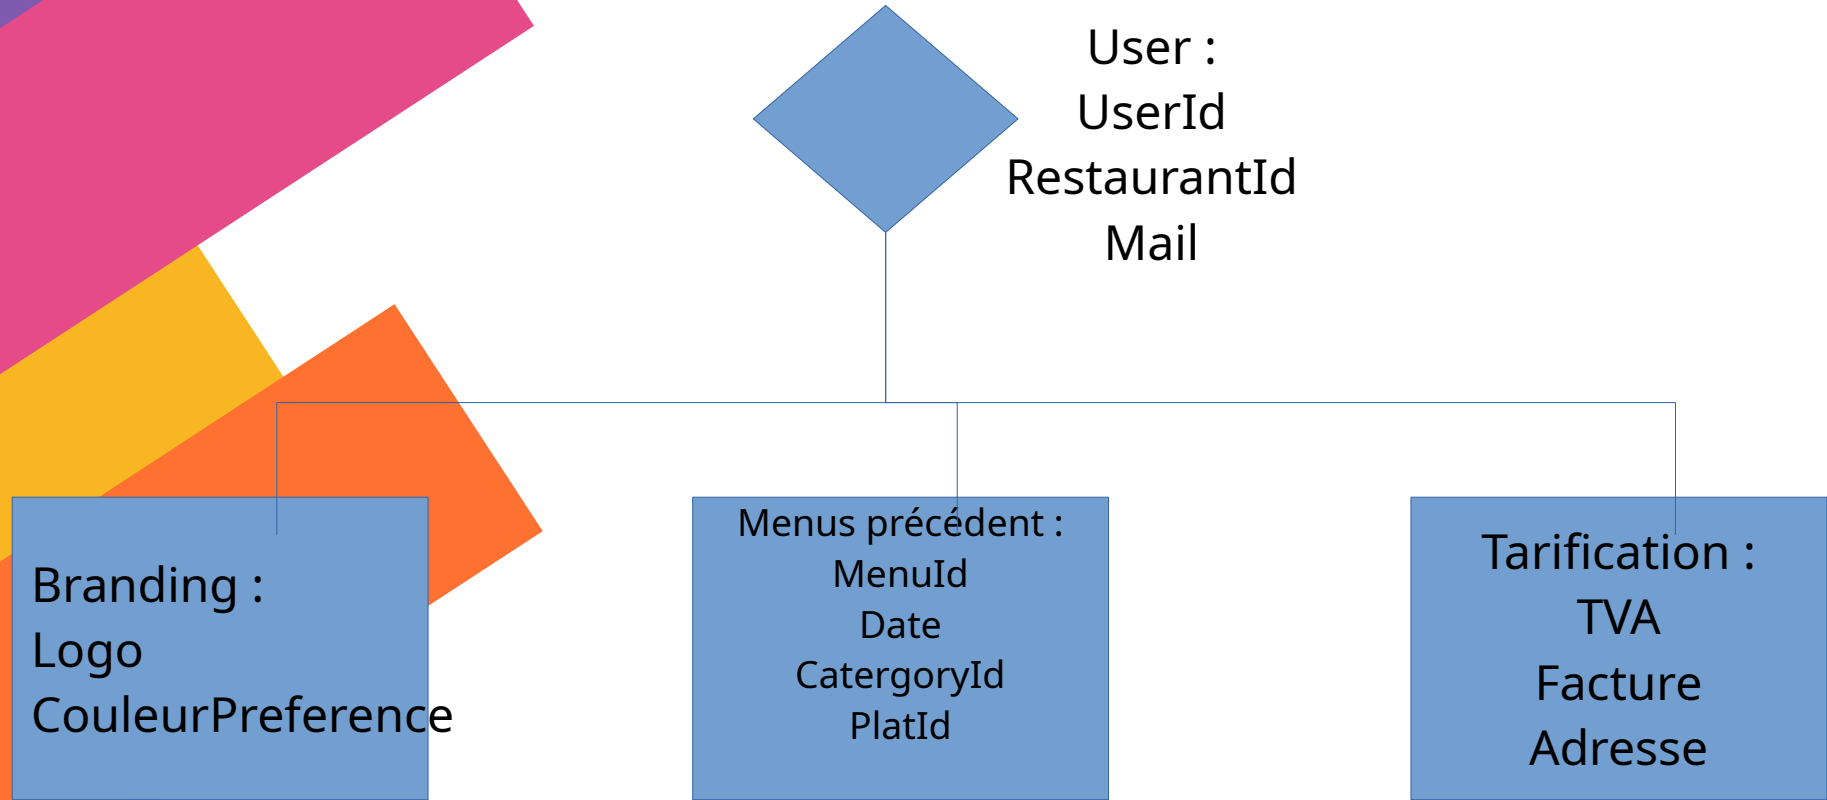 User :
UserId
RestaurantId
Mail
Branding :
Logo
CouleurPreference
Menus précédent :
MenuId
Date
CatergoryId
PlatId
Tarification :
TVA
Facture
Adresse